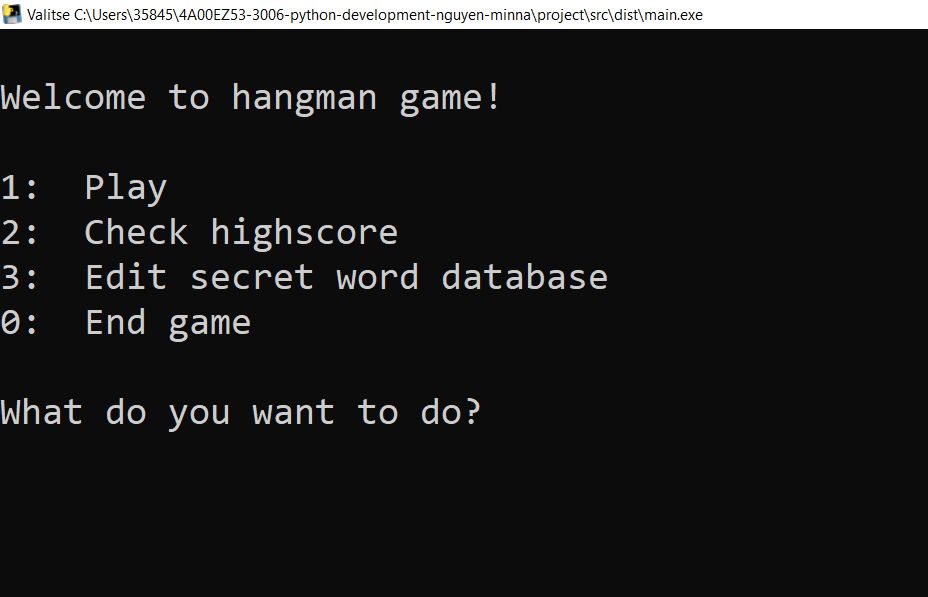 Valitse C:\Users\35845\4A00EZ53-3006-python-development-nguyen-minna\project\src\dist\main.exe
Welcome to hangman game!
1:  Play
2:  Check highscore
3:  Edit secret word database
0:  End game
What do you want to do?